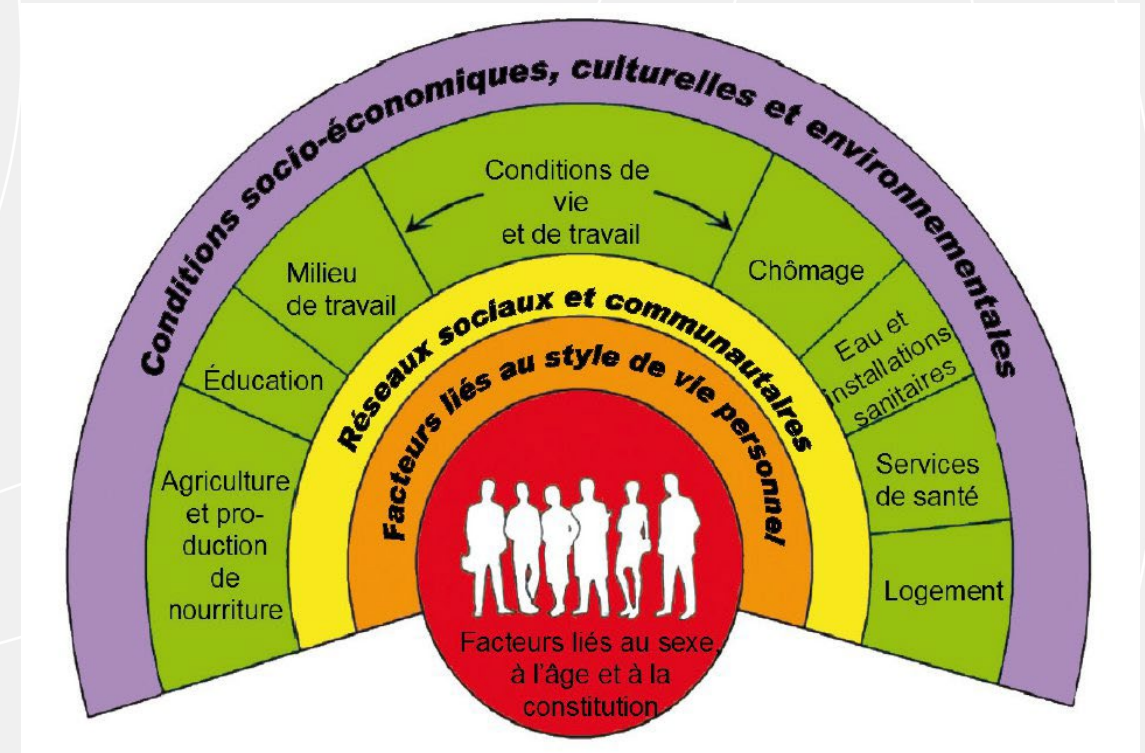 Conditions socio-économiques, culturelles et environnementales
Conditions de
vie
et de travail
Agriculture
et pro-
duction
de
nourriture
Éducation
Milieu
de travail
Chômage
Eau et
installations
sanitaires
Services
de santé
Logement
Réseaux sociaux et communautaires
Facteurs liés au style de vie personnel
Facteurs liés au sexe,
à l'âge et à la
constitution